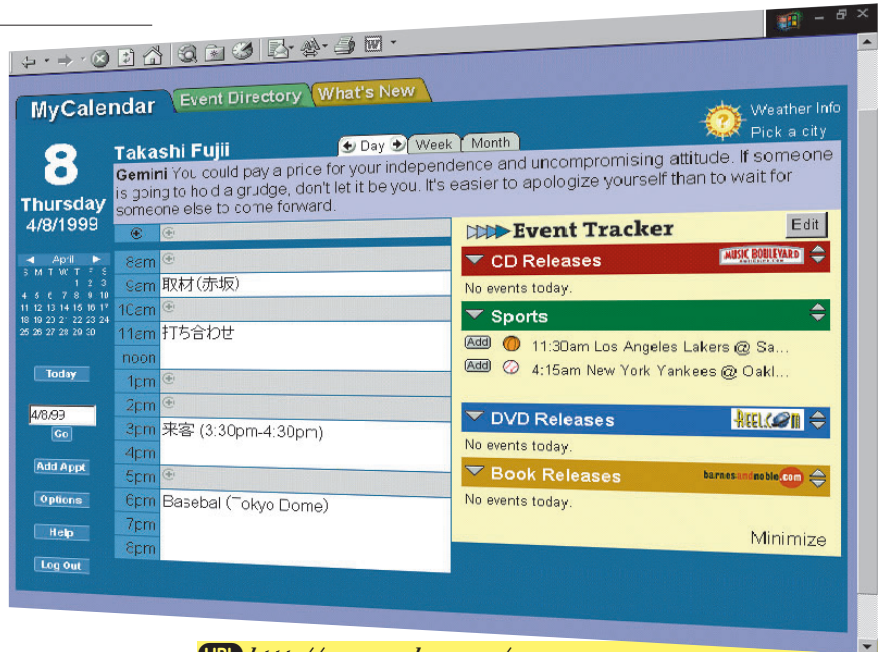 MyCalendar
Event Directory
What's New
Weather Info
Pick a city
8
Thursday
4/8/1999
Takashi Fujii
Day
Week
Month
Gemini You could pay a price for your independence and uncompromising attitude. If someone
is going to hold a grudge, don't let it be you. It's easier to apologize yourself than to wait for
someone else to come forward.
April
S M T W T F S
1 2 3
4 5 6 7 8 9 10
11 12 13 14 15 16 17
18 19 20 21 22 23 24
25 26 27 28 29 30
Today
4/8/99
Go
Add Appt
Options
Help
Log Out
8am
9am 取材(赤坂)
10am
11am 打ち合わせ
noon
1pm
2pm
3pm 来客 (3:30pm-4:30pm)
4pm
5pm
6pm Basebal (Tokyo Dome)
7pm
8pm
Event Tracker
Edit
CD Releases
MUSIC BOULEVARD
No events today.
Sports
Add 11:30am Los Angeles Lakers @ Sa...
Add 4:15am New York Yankees @ Oakl...
DVD Releases
REEL.COM
No events today.
Book Releases
barnesandnoble.com
No events today.
Minimize
URL